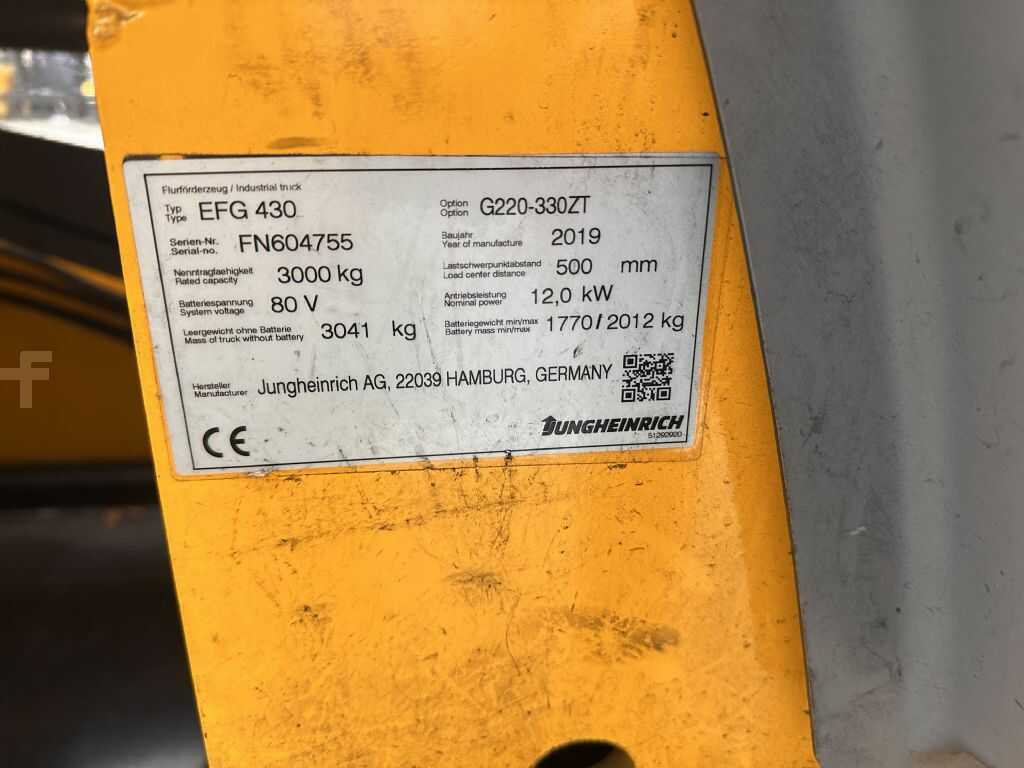 Flurförderzeug / Industrial truck
Typ
Type EFG 430
Option
Option G220-330ZT
Serien-Nr.
Serial-no. FN604755
Baujahr
Year of manufacture 2019
Nenntragfaehigkeit
Rated capacity 3000 kg
Lastschwerpunktabstand
Load center distance 500 mm
Batteriespannung
System voltage 80 V
Antriebsleistung
Nominal power 12,0 kW
Leergewicht ohne Batterie
Mass of truck without battery 3041 kg
Batteriegewicht min/max
Battery mass min/max 1770/2012 kg
Hersteller
Manufacturer Jungheinrich AG, 22039 HAMBURG, GERMANY
CE
JUNGHEINRICH
f